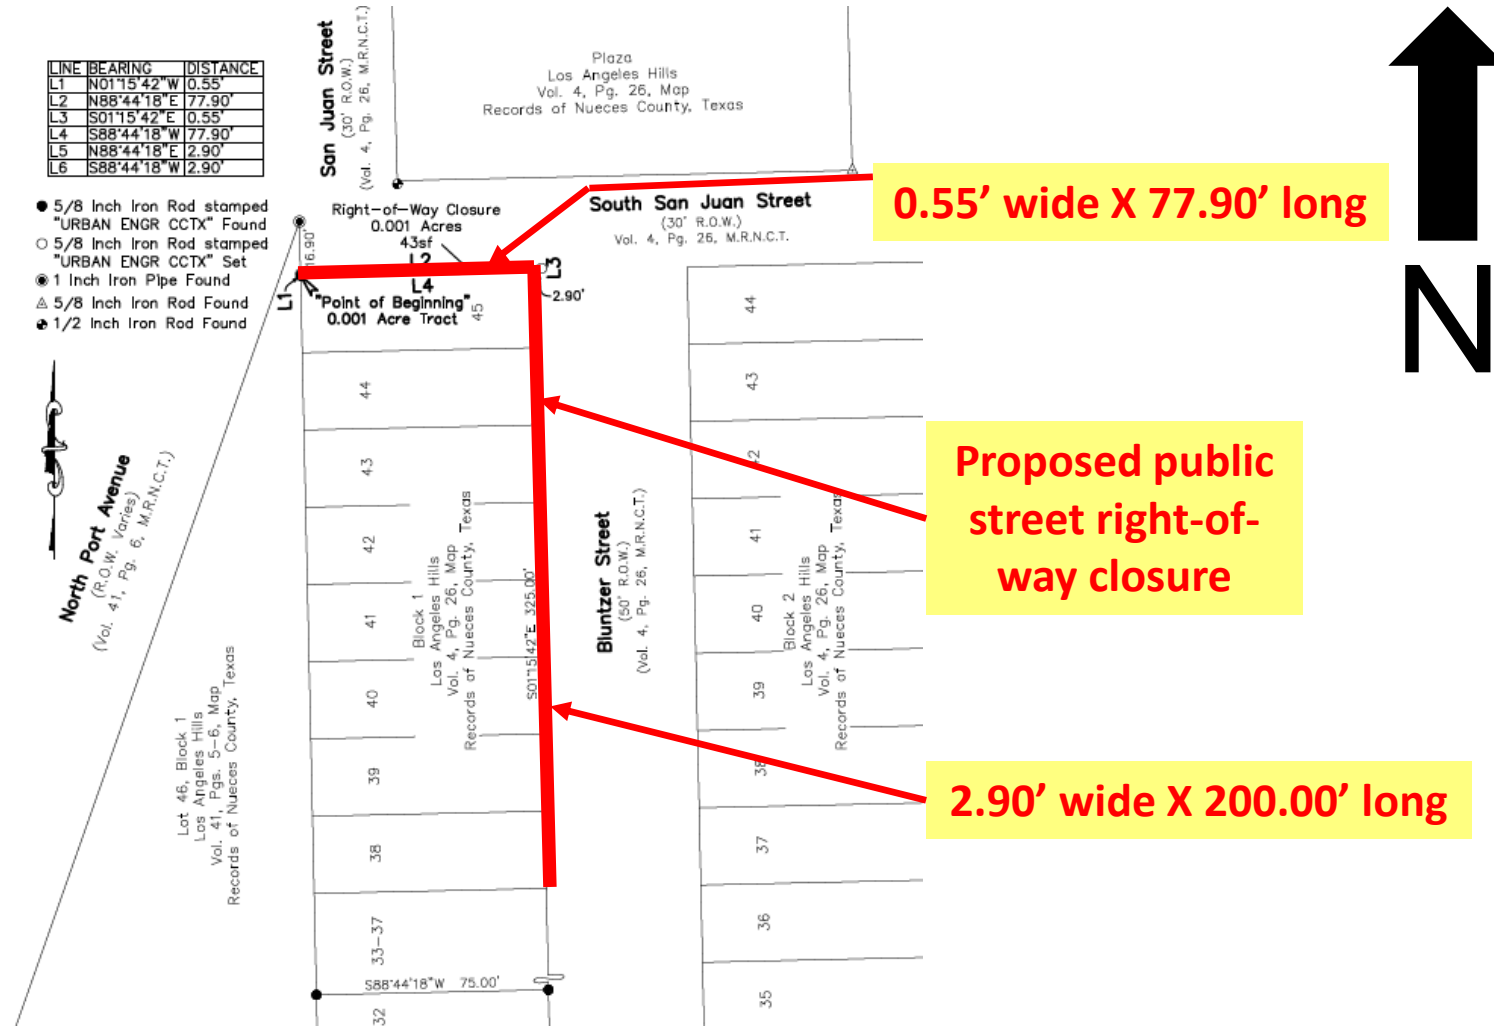 LINE BEARING DISTANCE
L1 N01°15'42"W 0.55'
L2 N88°44'18"E 77.90'
L3 S01°15'42"E 0.55'
L4 S88°44'18"W 77.90'
L5 N88°44'18"E 2.90'
L6 S88°44'18"W 2.90'
5/8 Inch Iron Rod stamped
"URBAN ENGR CCTX" Found
5/8 Inch Iron Rod stamped
"URBAN ENGR CCTX" Set
1 Inch Iron Pipe Found
5/8 Inch Iron Rod Found
1/2 Inch Iron Rod Found
San Juan Street
(30' R.O.W.)
(Vol. 4, Pg. 26, M.R.N.C.T.)
Plaza
Los Angeles Hills
Vol. 4, Pg. 26, Map
Records of Nueces County, Texas
N
0.55’ wide X 77.90’ long
Right-of-Way Closure
0.001 Acres
43sf
L2
L4
L1
L3
16.90'
2.90'
"Point of Beginning"
0.001 Acre Tract
South San Juan Street
(30' R.O.W.)
Vol. 4, Pg. 26, M.R.N.C.T.
North Port Avenue
(R.O.W. Varies)
(Vol. 41, Pg. 6, M.R.N.C.T.)
Lot 46, Block 1
Los Angeles Hills
Vol. 41, Pgs. 5-6, Map
Records of Nueces County, Texas
45
44
43
42
41
40
39
38
33-37
32
Block 1
Los Angeles Hills
Vol. 4, Pg. 26, Map
Records of Nueces County, Texas
S01°15'42"E 325.00'
S88°44'18"W 75.00'
Bluntzer Street
(50' R.O.W.)
(Vol. 4, Pg. 26, M.R.N.C.T.)
44
43
42
41
40
39
38
37
36
35
Block 2
Los Angeles Hills
Vol. 4, Pg. 26, Map
Records of Nueces County, Texas
Proposed public
street right-of-
way closure
2.90’ wide X 200.00’ long